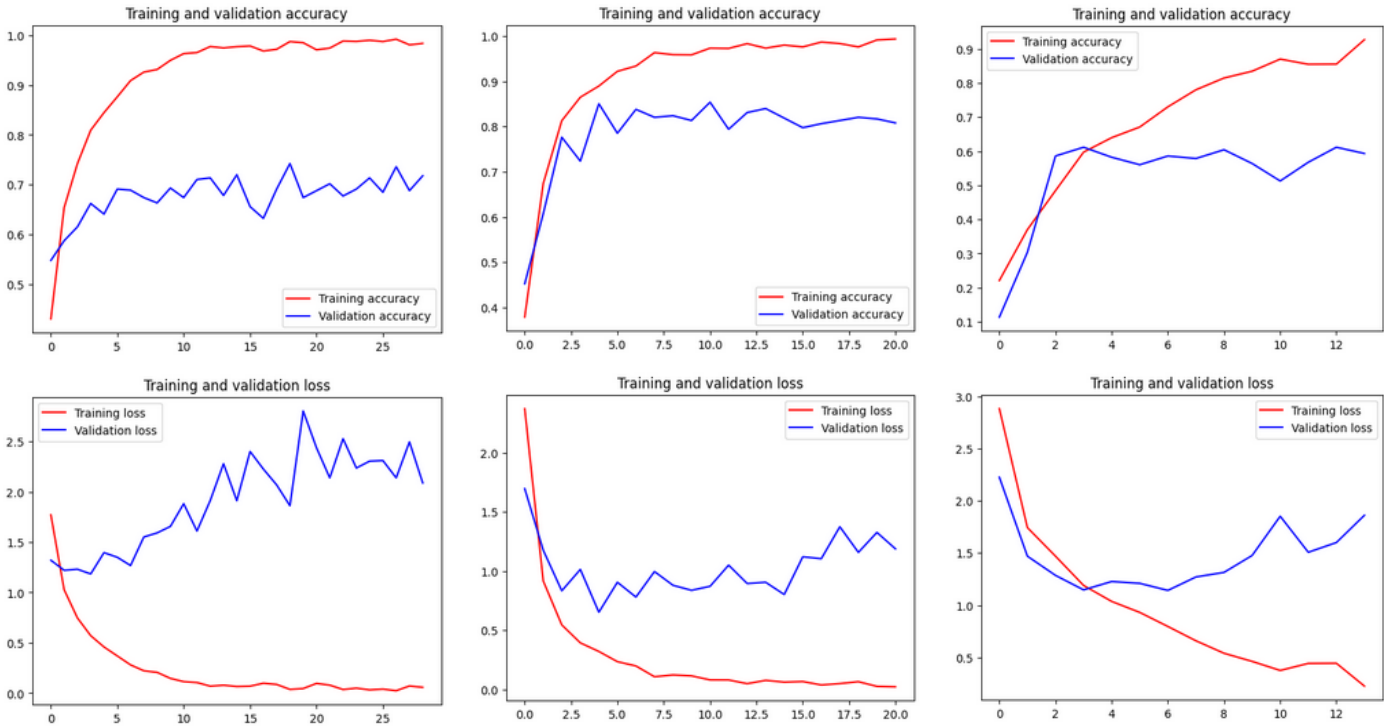 Training and validation accuracy
1.0
0.9
0.8
0.7
0.6
0.5
Training accuracy
Validation accuracy
0 5 10 15 20 25
Training and validation accuracy
1.0
0.9
0.8
0.7
0.6
0.5
0.4
Training accuracy
Validation accuracy
0.0 2.5 5.0 7.5 10.0 12.5 15.0 17.5 20.0
Training and validation accuracy
Training accuracy
Validation accuracy
0.9
0.8
0.7
0.6
0.5
0.4
0.3
0.2
0.1
0 2 4 6 8 10 12
Training and validation loss
Training loss
Validation loss
2.5
2.0
1.5
1.0
0.5
0.0
0 5 10 15 20 25
Training and validation loss
Training loss
Validation loss
2.0
1.5
1.0
0.5
0.0
0.0 2.5 5.0 7.5 10.0 12.5 15.0 17.5 20.0
Training and validation loss
3.0
Training loss
Validation loss
2.5
2.0
1.5
1.0
0.5
0 2 4 6 8 10 12